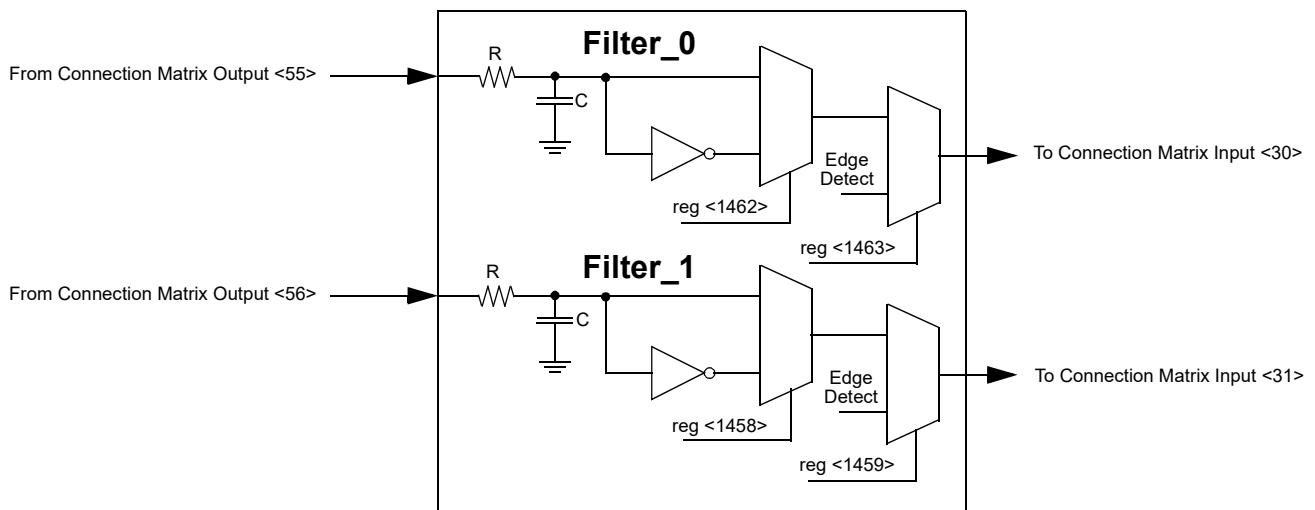 Filter_0
R
From Connection Matrix Output <55>
C
Edge
Detect
To Connection Matrix Input <30>
reg <1462>
reg <1463>
Filter_1
R
From Connection Matrix Output <56>
C
Edge
Detect
To Connection Matrix Input <31>
reg <1458>
reg <1459>